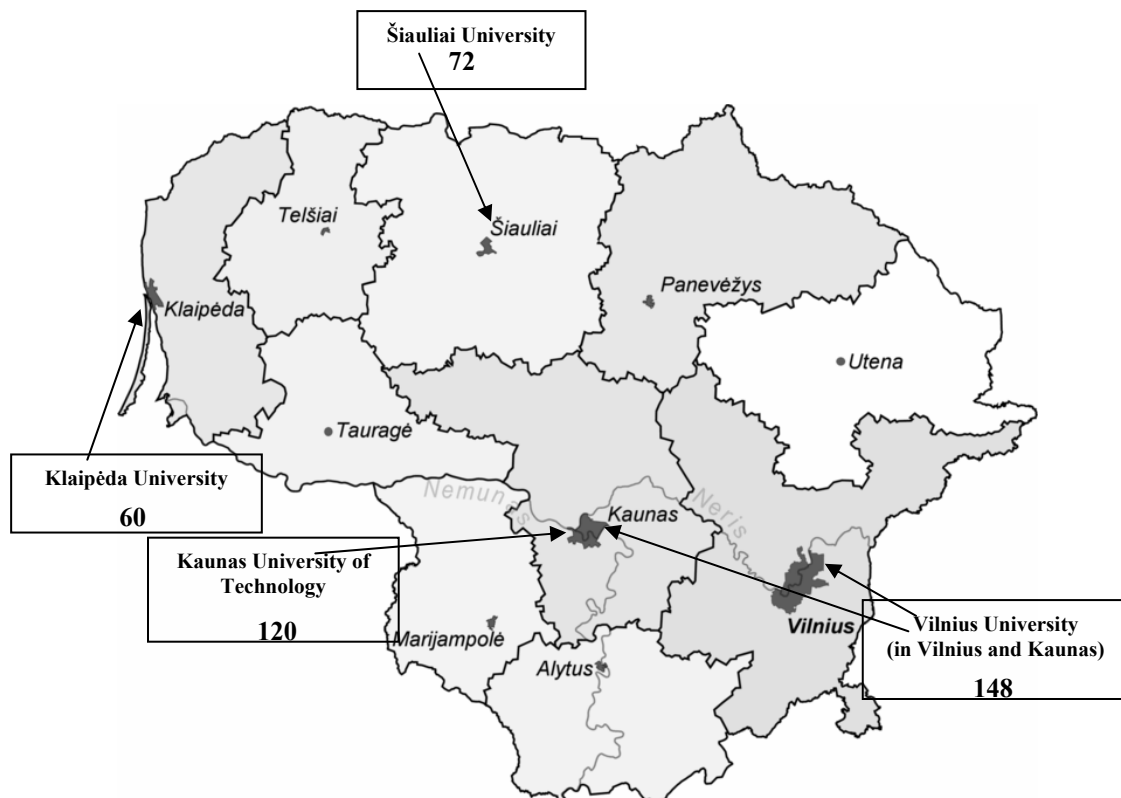 Šiauliai University
72
Telšiai
Šiauliai
Panevėžys
Klaipėda
Utena
Tauragė
Klaipėda University
60
Nemunas
Neris
Kaunas
Kaunas University of
Technology
120
Marijampolė
Vilnius
Vilnius University
(in Vilnius and Kaunas)
148
Alytus